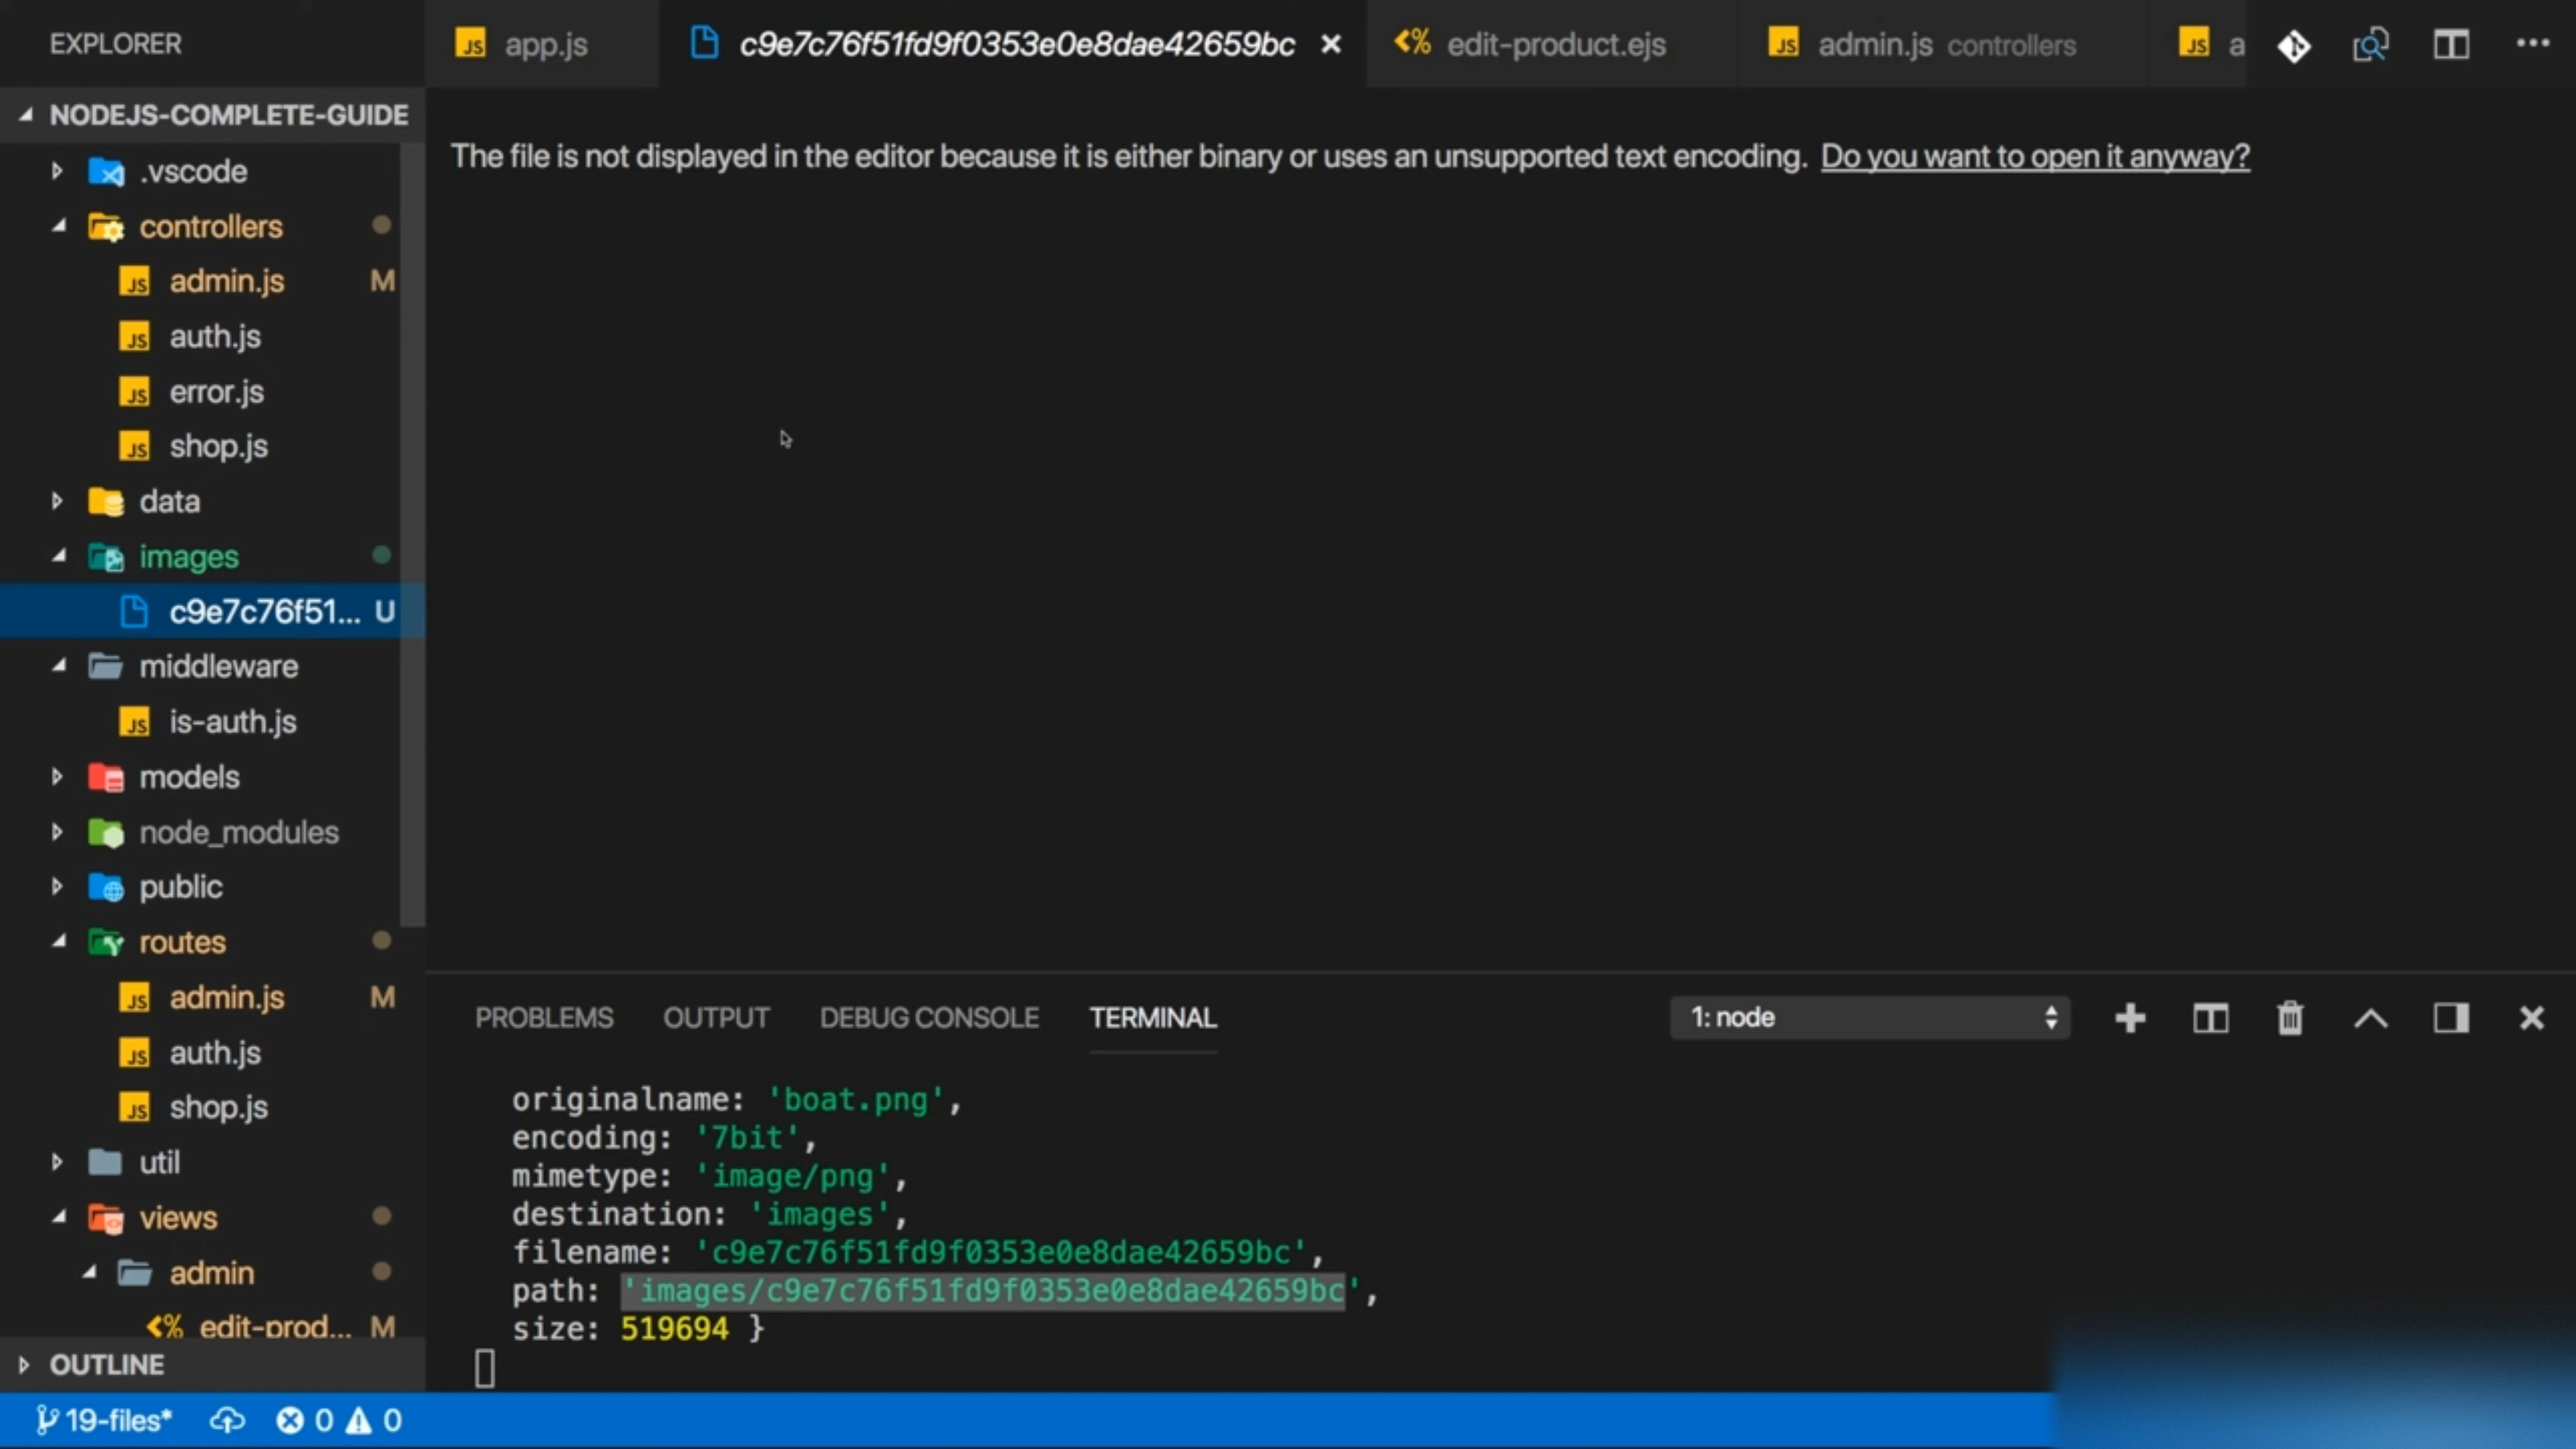 EXPLORER
NODEJS-COMPLETE-GUIDE
.vscode
controllers
admin.js M
auth.js
error.js
shop.js
data
images
c9e7c76f51... U
middleware
is-auth.js
models
node_modules
public
routes
admin.js M
auth.js
shop.js
util
views
admin
<% edit-prod... M
OUTLINE
JS app.js
c9e7c76f51fd9f0353e0e8dae42659bc
<% edit-product.ejs
JS admin.js controllers
JS a
The file is not displayed in the editor because it is either binary or uses an unsupported text encoding. Do you want to open it anyway?
PROBLEMS OUTPUT DEBUG CONSOLE TERMINAL
1: node
originalname: 'boat.png',
encoding: '7bit',
mimetype: 'image/png',
destination: 'images',
filename: 'c9e7c76f51fd9f0353e0e8dae42659bc',
path: 'images/c9e7c76f51fd9f0353e0e8dae42659bc',
size: 519694 }
19-files* 0 0